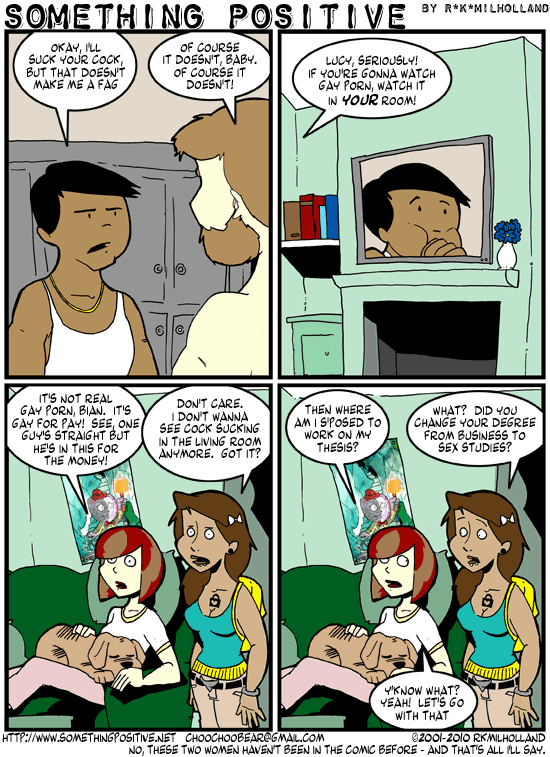 SOMETHING POSITIVE BY R*K*MILHOLLAND
OKAY, I'LL
SUCK YOUR COCK,
BUT THAT DOESN'T
MAKE ME A FAG
OF COURSE
IT DOESN'T, BABY.
OF COURSE IT
DOESN'T!
LUCY, SERIOUSLY!
IF YOU'RE GONNA WATCH
GAY PORN, WATCH IT
IN YOUR ROOM!
IT'S NOT REAL
GAY PORN, BIAN. IT'S
GAY FOR PAY! SEE, ONE
GUY'S STRAIGHT BUT
HE'S IN THIS FOR
THE MONEY!
DON'T CARE.
I DON'T WANNA
SEE COCK SUCKING
IN THE LIVING ROOM
ANYMORE. GOT IT?
THEN WHERE
AM I S'POSED TO
WORK ON MY
THESIS?
WHAT? DID YOU
CHANGE YOUR DEGREE
FROM BUSINESS TO
SEX STUDIES?
Y'KNOW WHAT?
YEAH! LET'S GO
WITH THAT
HTTP://WWW.SOMETHINGPOSITIVE.NET CHOOCHOOBEAR@GMAIL.COM ©2001-2010 RKMILHOLLAND
NO, THESE TWO WOMEN HAVEN'T BEEN IN THE COMIC BEFORE - AND THAT'S ALL I'LL SAY.